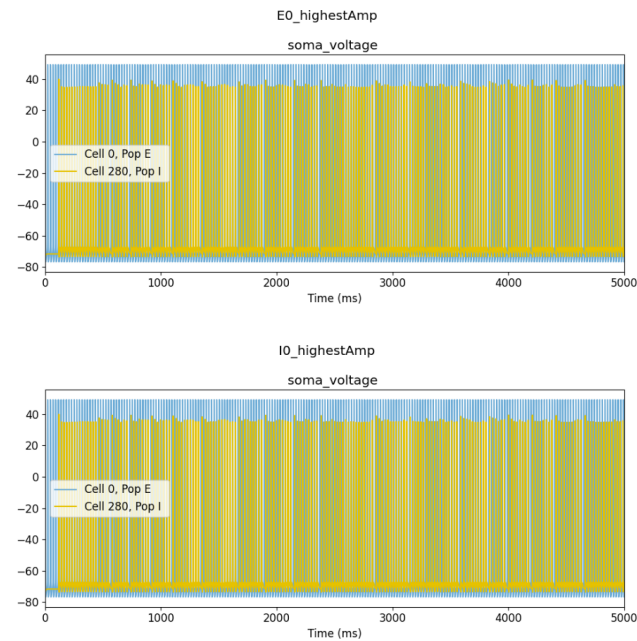 E0_highestAmp
soma_voltage
40
20
0
−20
−40
−60
−80
Cell 0, Pop E
Cell 280, Pop I
0 1000 2000 3000 4000 5000
Time (ms)
I0_highestAmp
soma_voltage
40
20
0
−20
−40
−60
−80
Cell 0, Pop E
Cell 280, Pop I
0 1000 2000 3000 4000 5000
Time (ms)